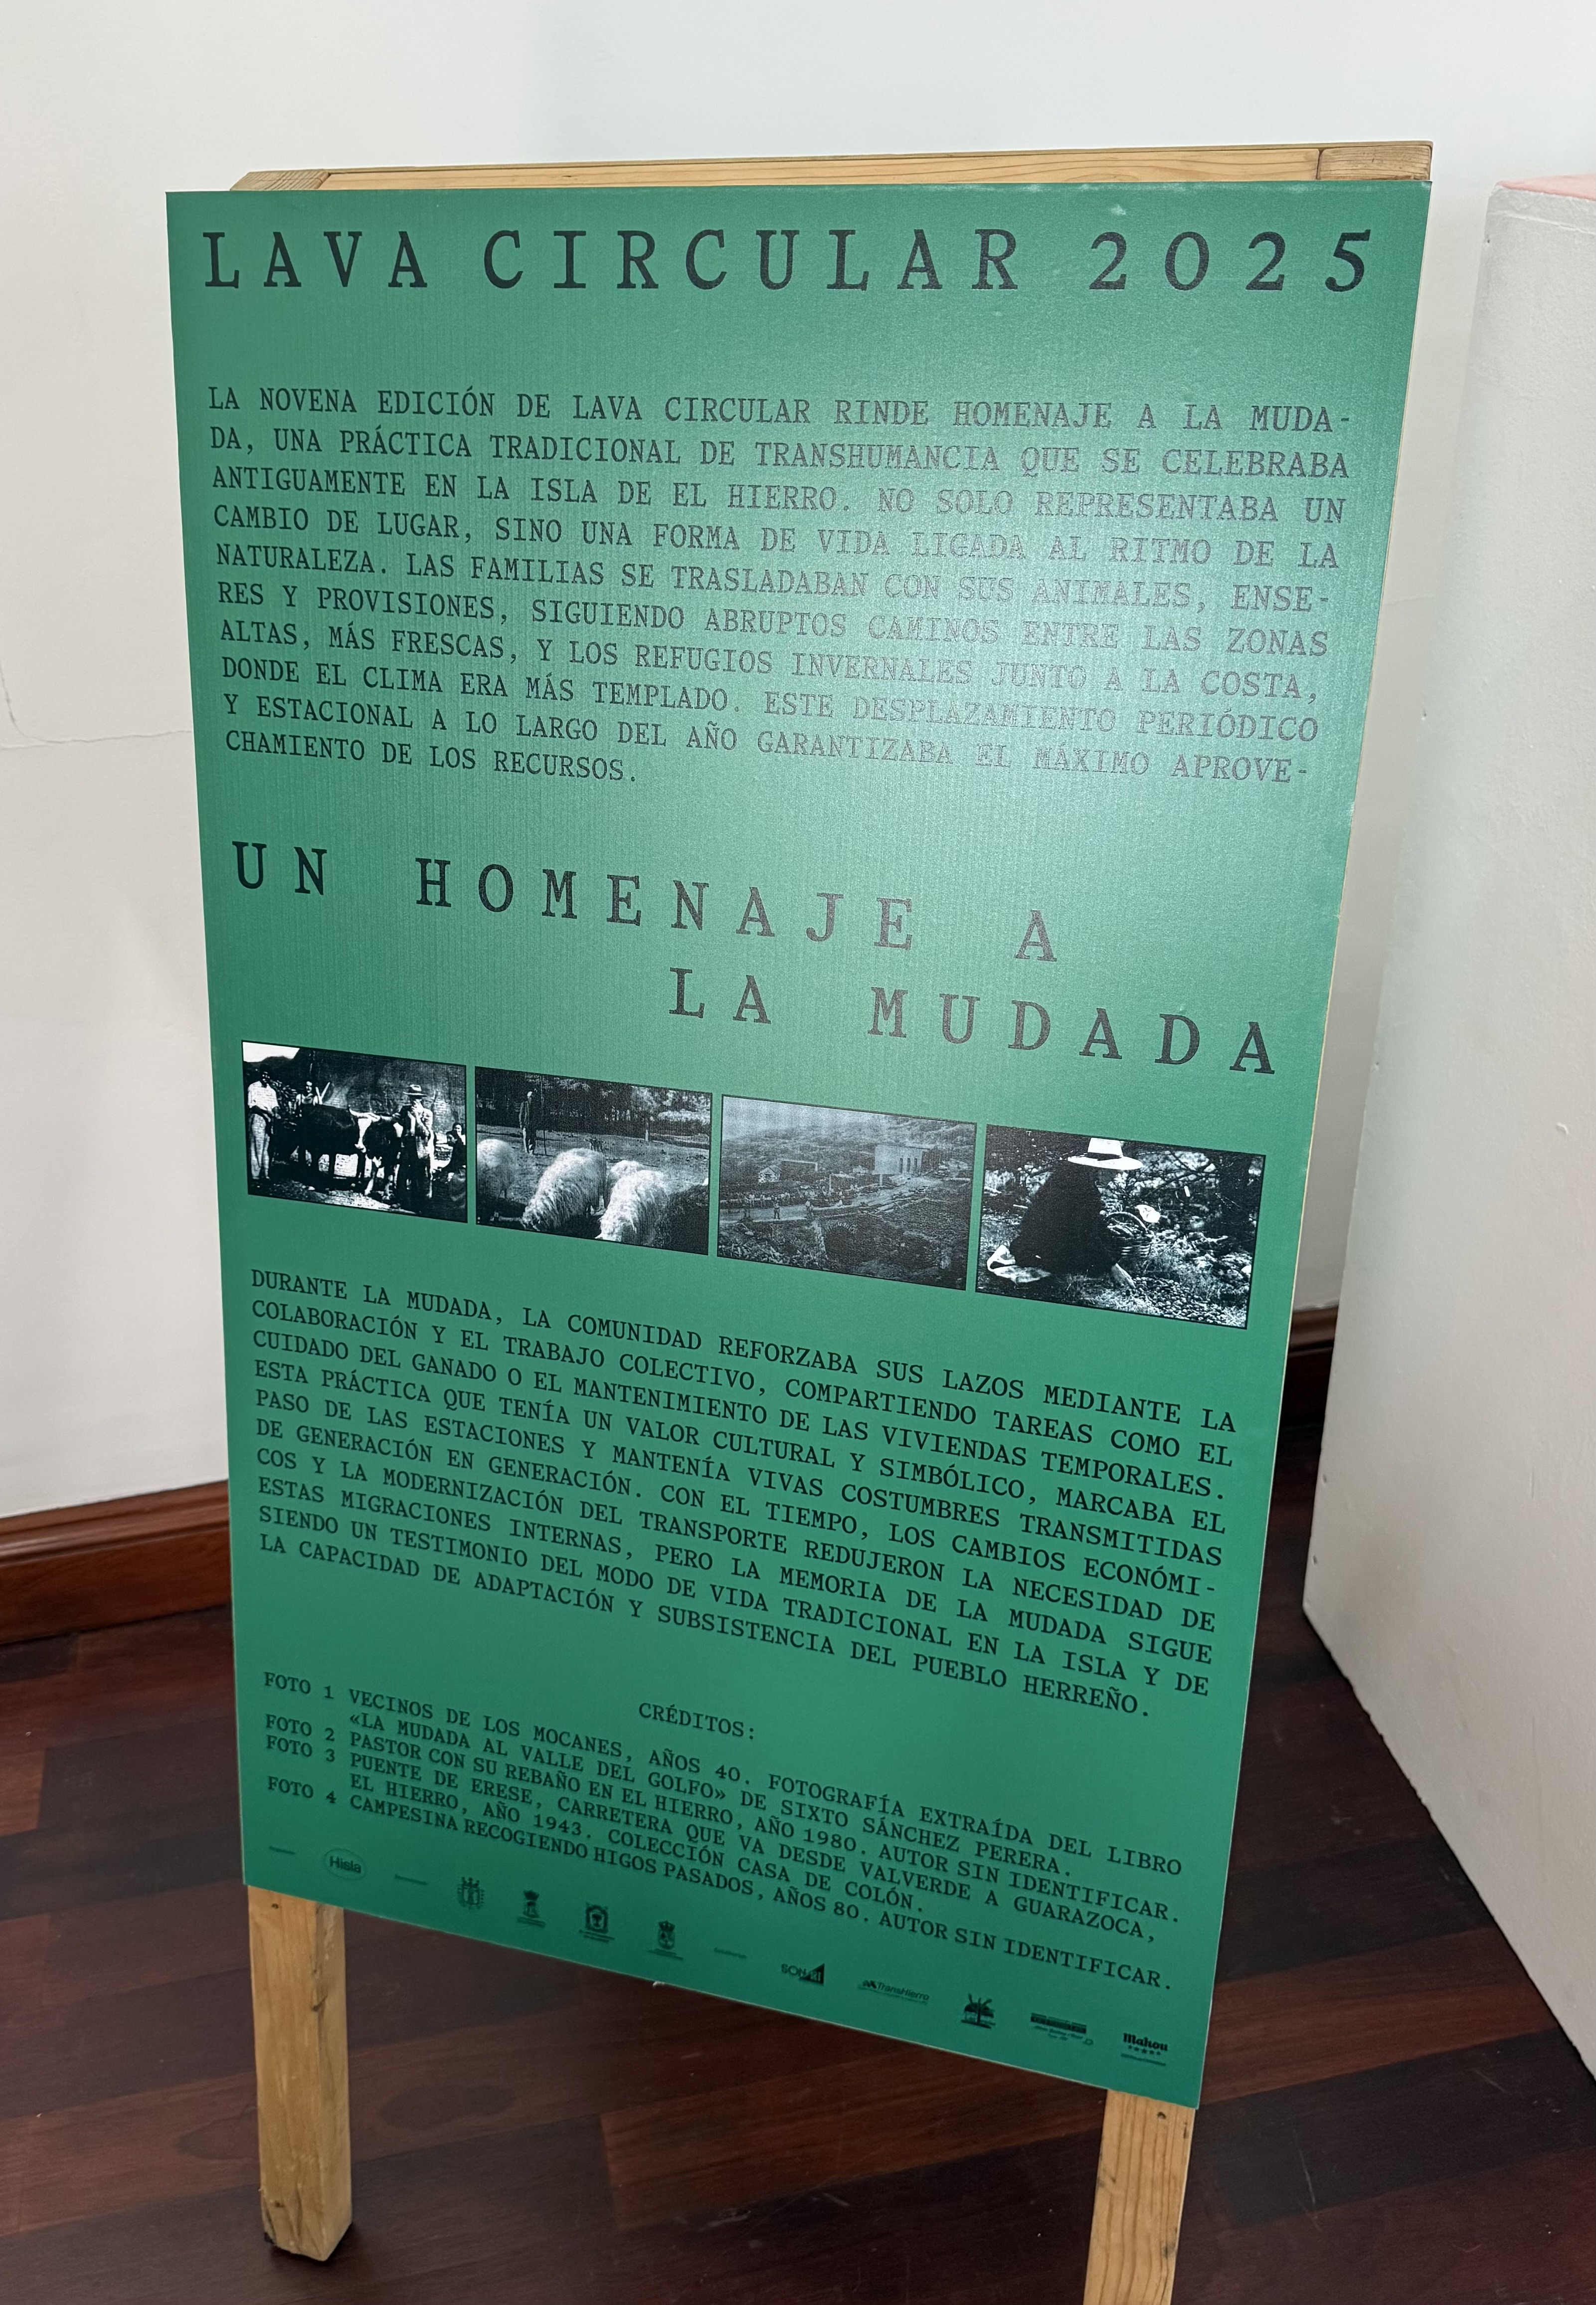 LAVA CIRCULAR 2025
LA NOVENA EDICIÓN DE LAVA CIRCULAR RINDE HOMENAJE A LA MUDA-
DA, UNA PRÁCTICA TRADICIONAL DE TRANSHUMANCIA QUE SE CELEBRABA
ANTIGUAMENTE EN LA ISLA DE EL HIERRO. NO SOLO REPRESENTABA UN
CAMBIO DE LUGAR, SINO UNA FORMA DE VIDA LIGADA AL RITMO DE LA
NATURALEZA. LAS FAMILIAS SE TRASLADABAN CON SUS ANIMALES, ENSE-
RES Y PROVISIONES, SIGUIENDO ABRUPTOS CAMINOS ENTRE LAS ZONAS
ALTAS, MÁS FRESCAS, Y LOS REFUGIOS INVERNALES JUNTO A LA COSTA,
DONDE EL CLIMA ERA MÁS TEMPLADO. ESTE DESPLAZAMIENTO PERIÓDICO
Y ESTACIONAL A LO LARGO DEL AÑO GARANTIZABA EL MÁXIMO APROVE-
CHAMIENTO DE LOS RECURSOS.
UN HOMENAJE A
LA MUDADA
DURANTE LA MUDADA, LA COMUNIDAD REFORZABA SUS LAZOS MEDIANTE LA
COLABORACIÓN Y EL TRABAJO COLECTIVO, COMPARTIENDO TAREAS COMO EL
CUIDADO DEL GANADO O EL MANTENIMIENTO DE LAS VIVIENDAS TEMPORALES.
ESTA PRÁCTICA QUE TENÍA UN VALOR CULTURAL Y SIMBÓLICO, MARCABA EL
PASO DE LAS ESTACIONES Y MANTENÍA VIVAS COSTUMBRES TRANSMITIDAS
DE GENERACIÓN EN GENERACIÓN. CON EL TIEMPO, LOS CAMBIOS ECONÓMI-
COS Y LA MODERNIZACIÓN DEL TRANSPORTE REDUJERON LA NECESIDAD DE
ESTAS MIGRACIONES INTERNAS, PERO LA MEMORIA DE LA MUDADA SIGUE
SIENDO UN TESTIMONIO DEL MODO DE VIDA TRADICIONAL EN LA ISLA Y DE
LA CAPACIDAD DE ADAPTACIÓN Y SUBSISTENCIA DEL PUEBLO HERREÑO.
CRÉDITOS:
FOTO 1 VECINOS DE LOS MOCANES, AÑOS 40. FOTOGRAFÍA EXTRAÍDA DEL LIBRO
«LA MUDADA AL VALLE DEL GOLFO» DE SIXTO SÁNCHEZ PERERA.
FOTO 2 PASTOR CON SU REBAÑO EN EL HIERRO, AÑO 1980. AUTOR SIN IDENTIFICAR.
FOTO 3 PUENTE DE ERESE, CARRETERA QUE VA DESDE VALVERDE A GUARAZOCA,
EL HIERRO, AÑO 1943. COLECCIÓN CASA DE COLÓN.
FOTO 4 CAMPESINA RECOGIENDO HIGOS PASADOS, AÑOS 80. AUTOR SIN IDENTIFICAR.
Hisla
TransHierro
Mahou